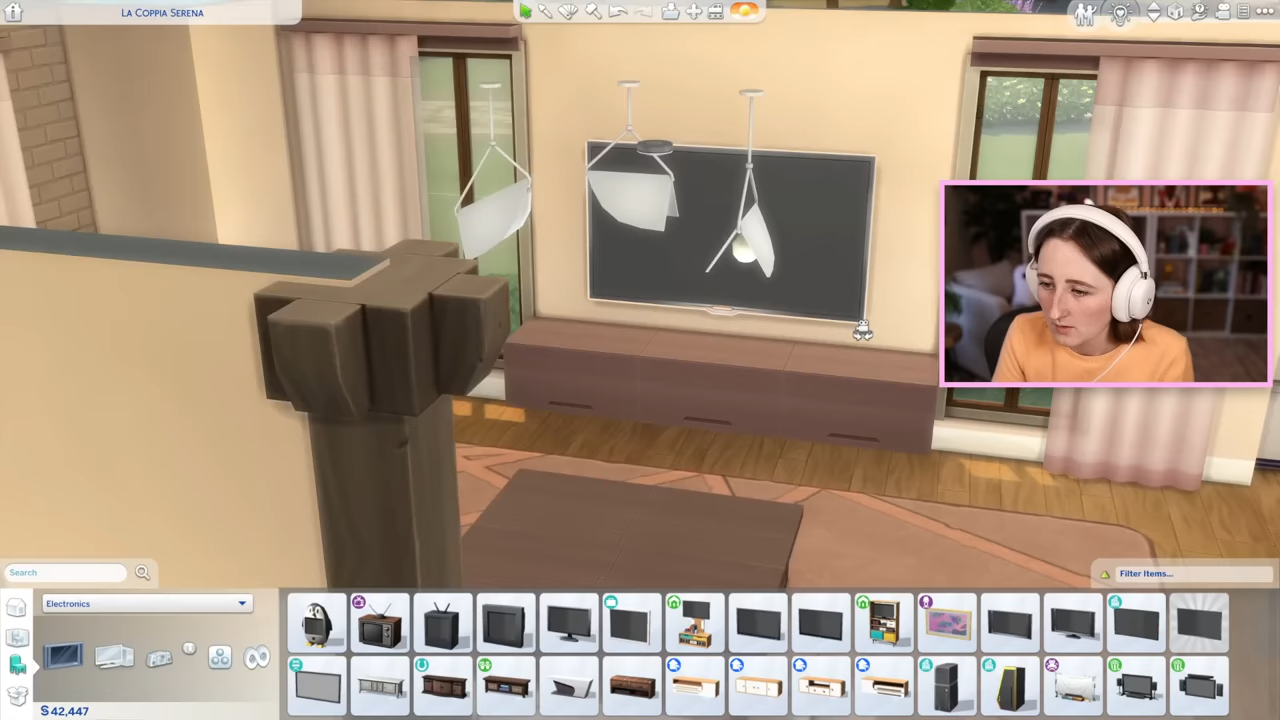 LA COPPIA SERENA
Search
Filter Items...
Electronics
§42,447